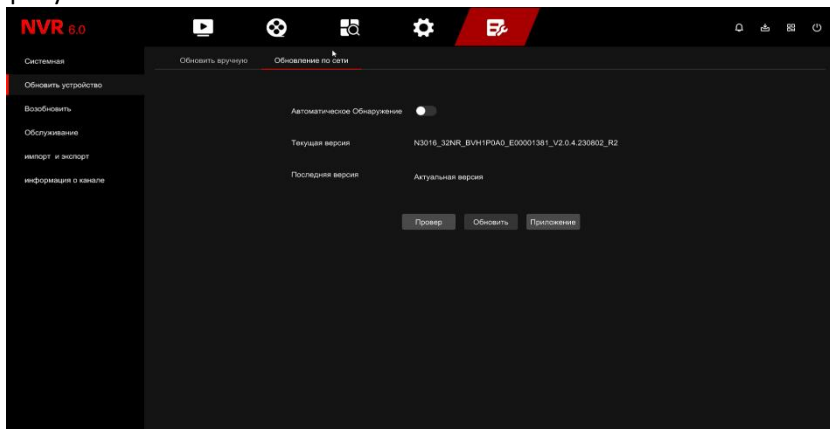 NVR 6.0
Системная
Обновить вручную
Обновление по сети
Обновить устройство
Возобновить
Автоматическое Обнаружение
Обслуживание
Текущая версия
N3016_32NR_BVH1P0A0_E00001381_V2.0.4.230802_R2
импорт и экспорт
Последняя версия
Актуальная версия
информация о канале
Провер
Обновить
Приложение